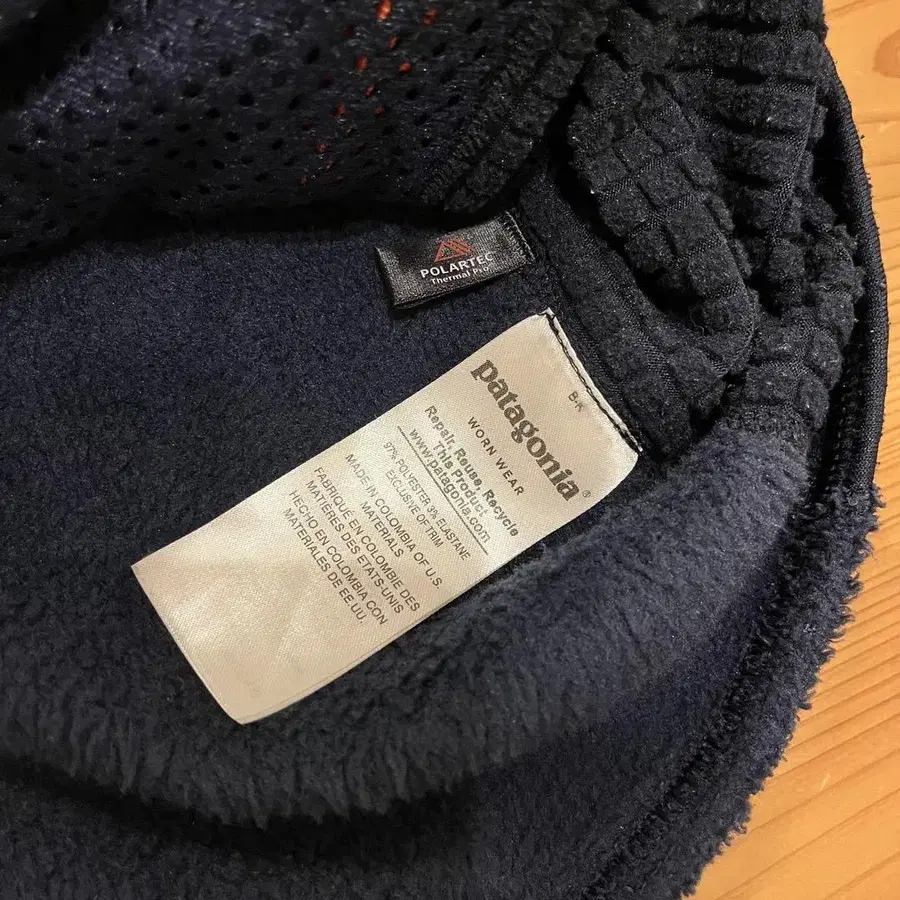 POLARTEC
Thermal Pro
B-K
patagonia®
WORN WEAR
Repair, Reuse, Recycle
This Product
www.patagonia.com
97% POLYESTER 3% ELASTANE
EXCLUSIVE OF TRIM
MADE IN COLOMBIA OF U.S.
MATERIALS
FABRIQUÉ EN COLOMBIE DES
MATIÈRES DES ETATS-UNIS
HECHO EN COLOMBIA CON
MATERIALES DE EE.UU.